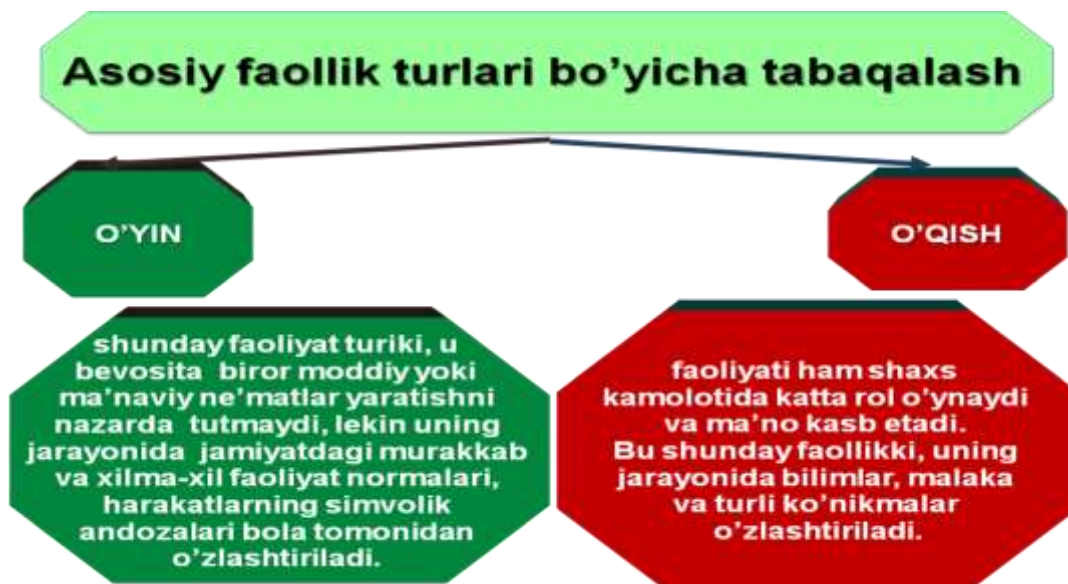 Asosiy faollik turlari bo’yicha tabaqalash
O’YIN
O’QISH
shunday faoliyat turiki, u
bevosita biror moddiy yoki
ma’naviy ne’matlar yaratishni
nazarda tutmaydi, lekin uning
jarayonida jamiyatdagi murakkab
va xilma-xil faoliyat normalari,
harakatlarning simvolik
andozalari bola tomonidan
o’zlashtiriladi.
faoliyati ham shaxs
kamolotida katta rol o’ynaydi
va ma’no kasb etadi.
Bu shunday faollikki, uning
jarayonida bilimlar, malaka
va turli ko’nikmalar
o’zlashtiriladi.